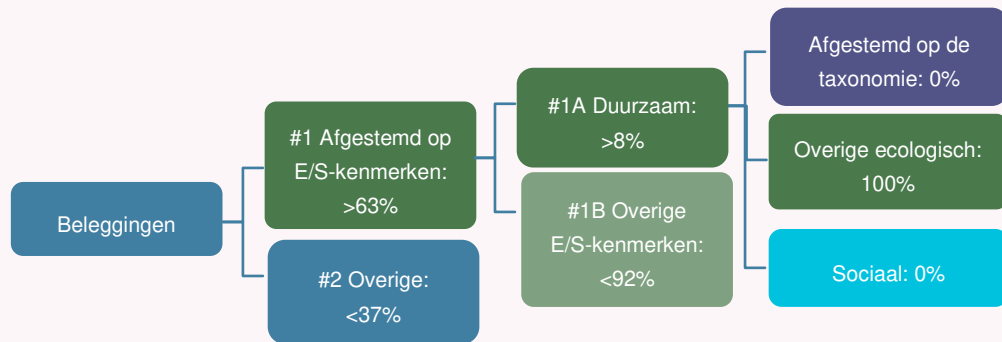 Beleggingen
#1 Afgestemd op
E/S-kenmerken:
>63%
#2 Overige:
<37%
#1A Duurzaam:
>8%
#1B Overige
E/S-kenmerken:
<92%
Afgestemd op de
taxonomie: 0%
Overige ecologisch:
100%
Sociaal: 0%